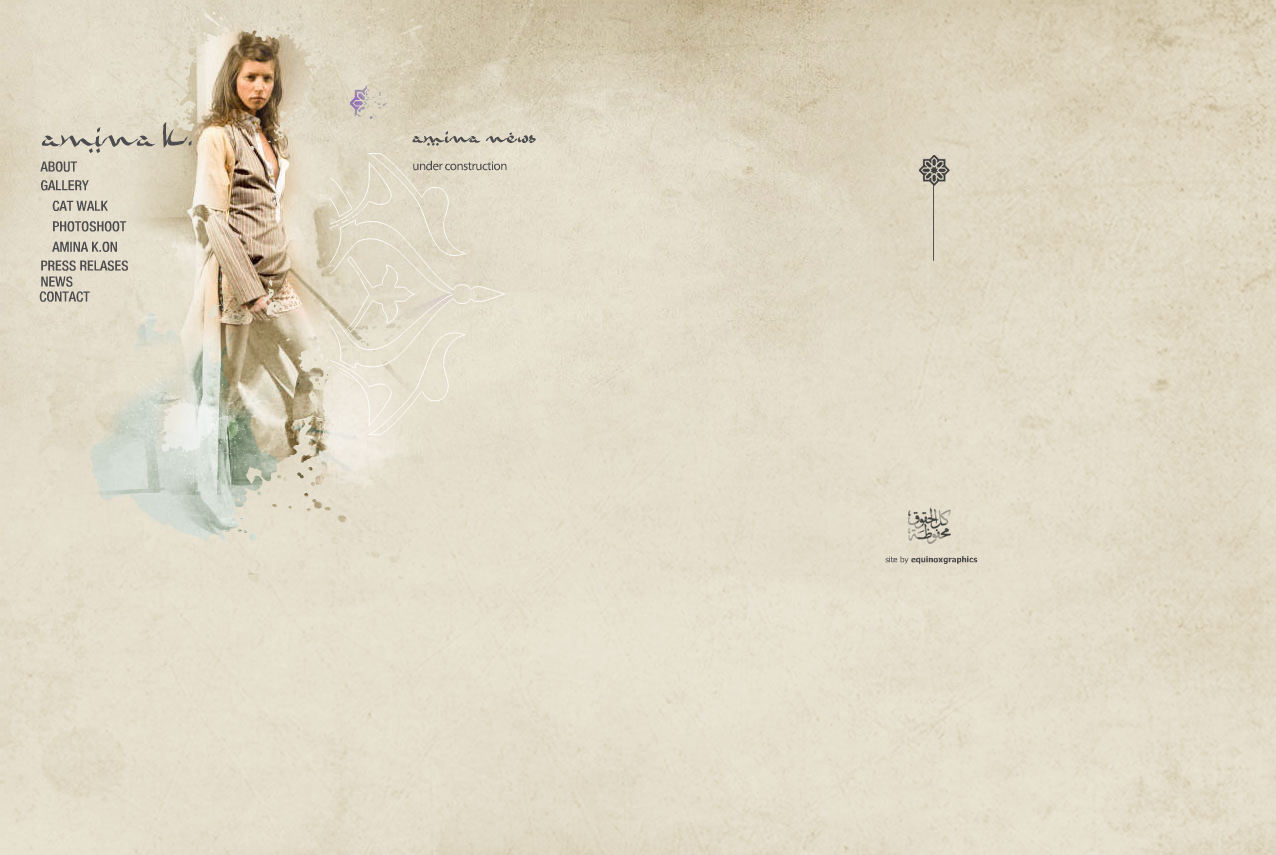 amina k.
ABOUT
GALLERY
CAT WALK
PHOTOSHOOT
AMINA K.ON
PRESS RELASES
NEWS
CONTACT
amina news
under construction
كل الحقوق
محفوظة
site by equinoxgraphics